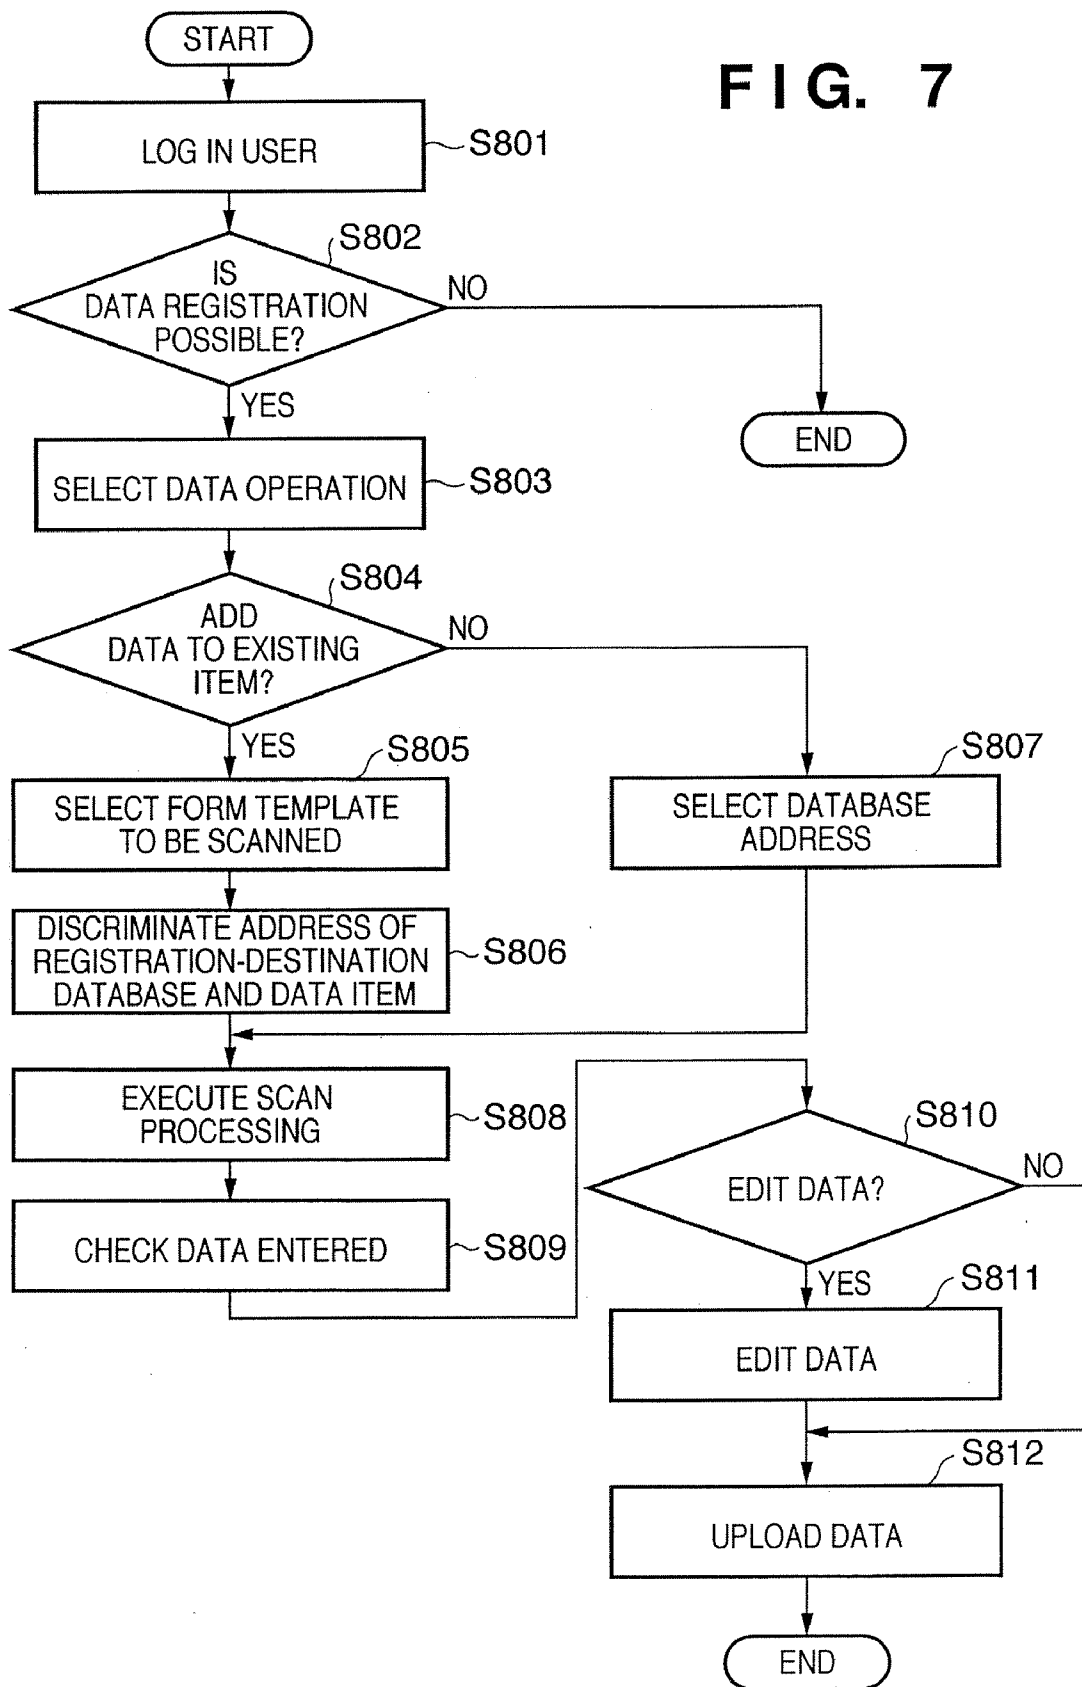 START
FIG. 7
LOG IN USER
S801
S802
IS
DATA REGISTRATION
POSSIBLE?
NO
YES
END
SELECT DATA OPERATION
S803
S804
ADD
DATA TO EXISTING
ITEM?
NO
YES
S805
SELECT FORM TEMPLATE
TO BE SCANNED
S807
SELECT DATABASE
ADDRESS
DISCRIMINATE ADDRESS OF
REGISTRATION-DESTINATION
DATABASE AND DATA ITEM
S806
EXECUTE SCAN
PROCESSING
S808
CHECK DATA ENTERED
S809
S810
EDIT DATA?
NO
YES
S811
EDIT DATA
S812
UPLOAD DATA
END